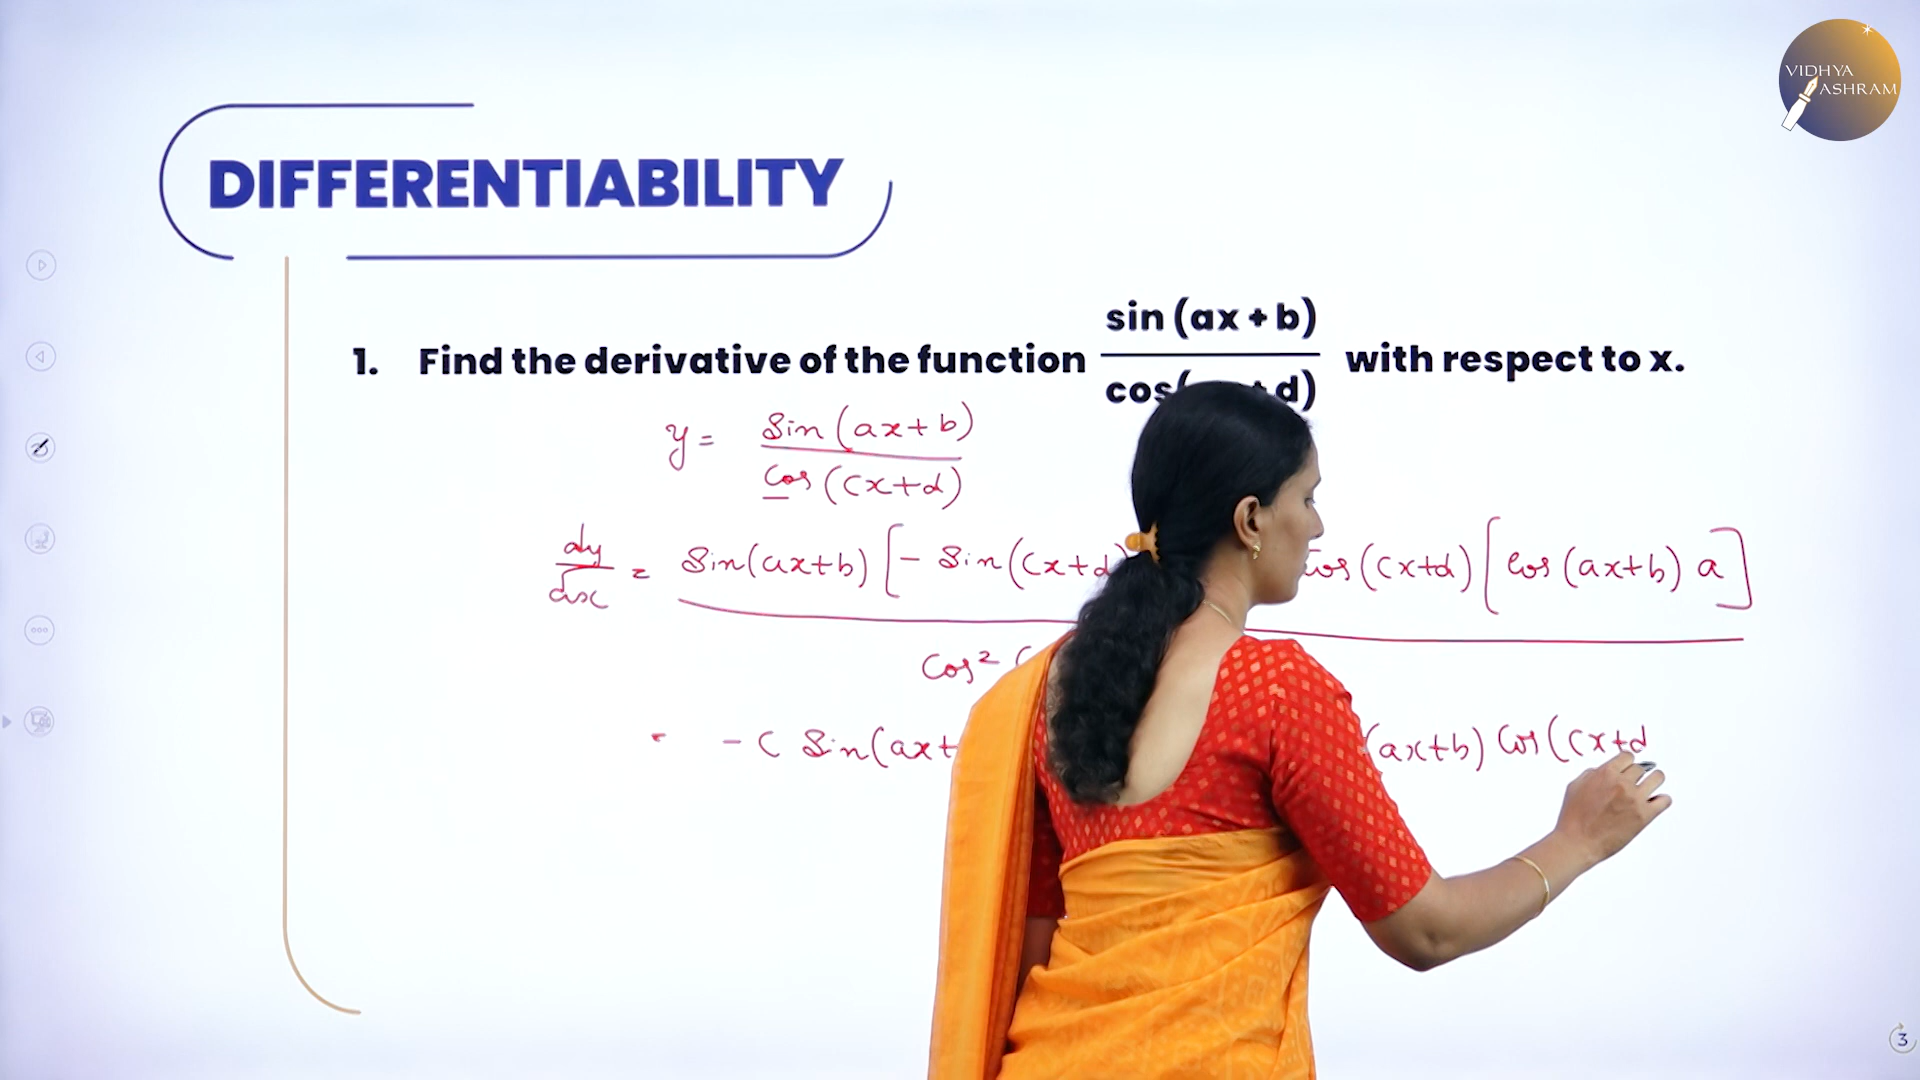 VIDHYA
ASHRAM
DIFFERENTIABILITY
1. Find the derivative of the function sin (ax + b) with respect to x.
cos( + d)
y = Sin (ax+b)
Cos (cx+d)
dy = Sin(ax+b) [- Sin (cx+d) Cos (cx+d) [Cos (ax+b) a]
dx
Cos² (
= - c Sin(ax+ (ax+b) Cos (cx+d
3